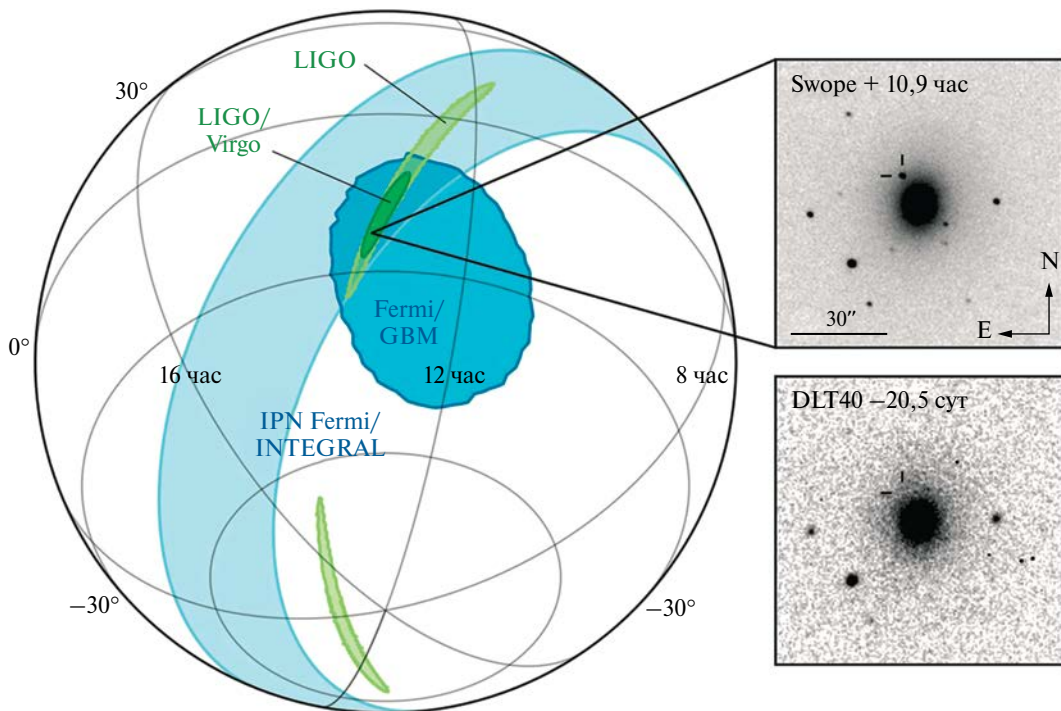 LIGO
30°
LIGO/
Virgo
Fermi/
GBM
0°
16 час
12 час
8 час
IPN Fermi/
INTEGRAL
−30°
−30°
Swope + 10,9 час
N
30″
E
DLT40 −20,5 сут